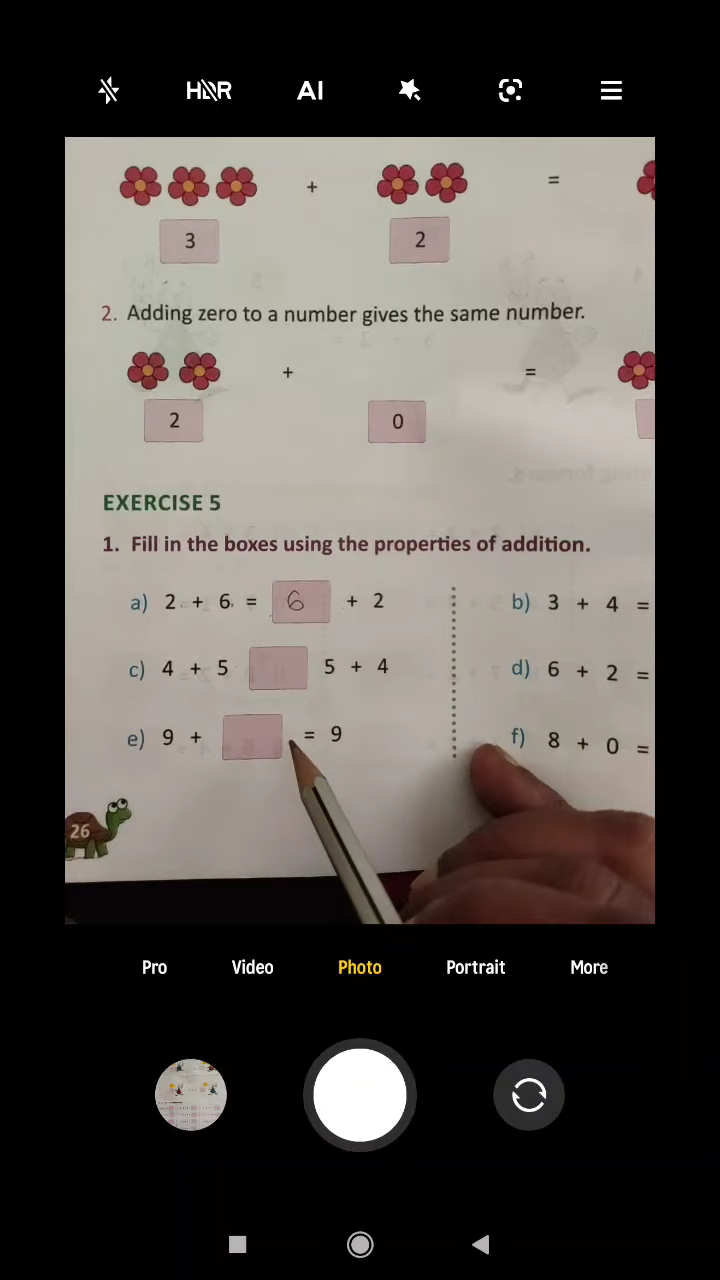 HDR AI
+ =
3 2
2. Adding zero to a number gives the same number.
+ =
2 0
EXERCISE 5
1. Fill in the boxes using the properties of addition.
a) 2 + 6 = 6 + 2 b) 3 + 4 =
c) 4 + 5 5 + 4 d) 6 + 2 =
e) 9 + = 9 f) 8 + 0 =
26
Pro Video Photo Portrait More